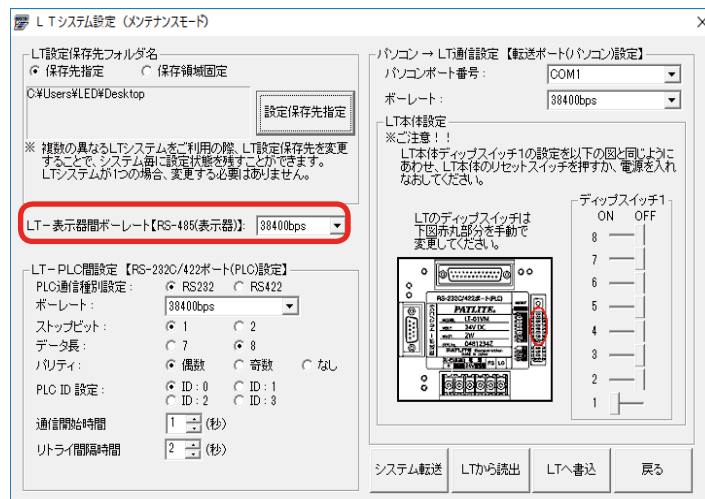 LTシステム設定（メンテナンスモード）
LT設定保存先フォルダ名
保存先指定 保存領域固定
C:¥Users¥LED¥Desktop
設定保存先指定
※ 複数の異なるLTシステムをご利用の際、LT設定保存先を変更
することで、システム毎に設定状態を残すことができます。
LTシステムが1つの場合、変更する必要はありません。
LT－表示器間ボーレート【RS-485(表示器)】: 38400bps
LT－PLC間設定 【RS-232C/422ポート(PLC)設定】
PLC通信種別設定： RS232 RS422
ボーレート： 38400bps
ストップビット： 1 2
データ長： 7 8
パリティ： 偶数 奇数 なし
PLC ID 設定： ID：0 ID：1
ID：2 ID：3
通信開始時間 1 (秒)
リトライ間隔時間 2 (秒)
パソコン → LT通信設定 【転送ポート(パソコン)設定】
パソコンポート番号： COM1
ボーレート： 38400bps
LT本体設定
※ご注意！！
LT本体ディップスイッチ1の設定を以下の図と同じように
あわせ、LT本体のリセットスイッチを押すか、電源を入れ
なおしてください。
LTのディップスイッチは
下図赤丸部分を手動で
変更してください。
RS-232C/422ポート(PLC)
PATLITE
LT-01VN
24V DC
2W
0481234Z
PATLITE Corporation
FG LG
ディップスイッチ1
ON OFF
8
7
6
5
4
3
2
1
システム転送 LTから読出 LTへ書込 戻る